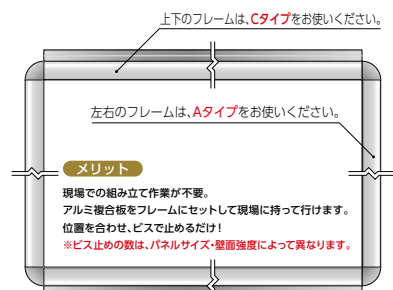 上下のフレームは、Cタイプをお使いください。
左右のフレームは、Aタイプをお使いください。
メリット
現場での組み立て作業が不要。
アルミ複合板をフレームにセットして現場に持って行けます。
位置を合わせ、ビスで止めるだけ！
※ビス止めの数は、パネルサイズ・壁面強度によって異なります。